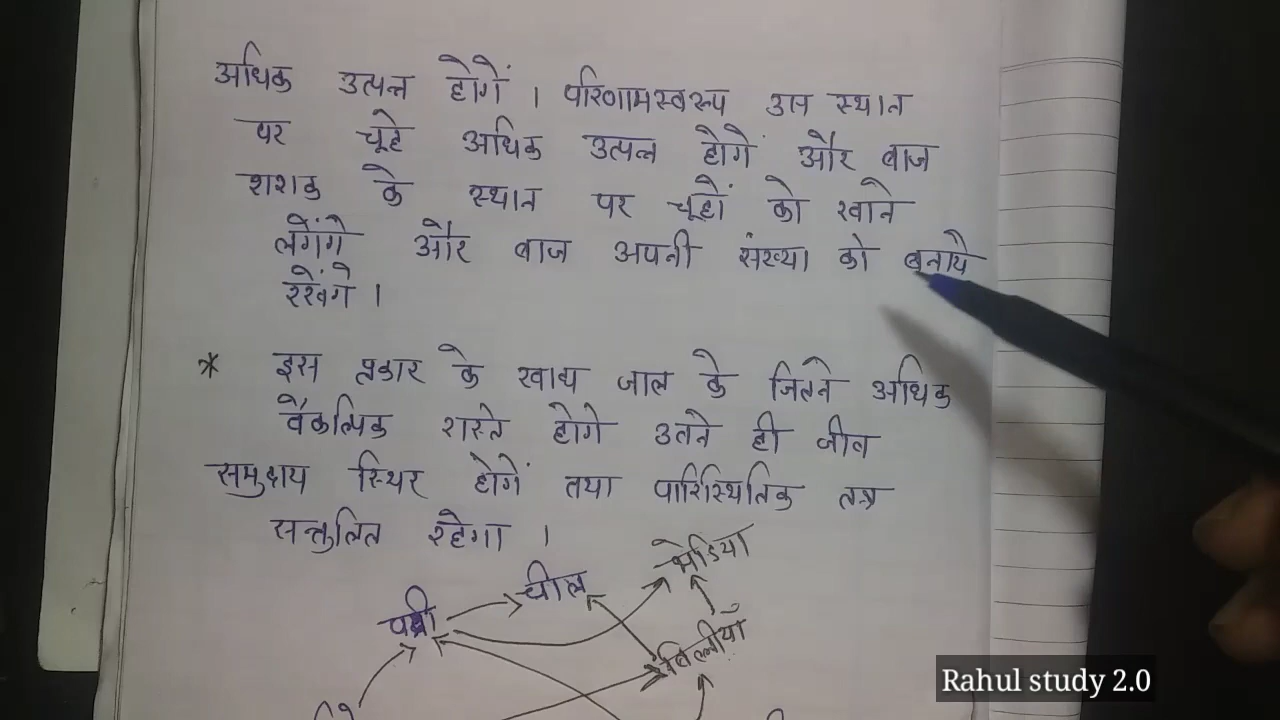 अधिक उत्पन्न होगें । परिणामस्वरूप उस स्थान
पर चूहे अधिक उत्पन्न होगें और बाज
शशक के स्थान पर चूहों को खाने
लगेंगे और बाज अपनी संख्या को बनाये
रखेंगे ।
* इस प्रकार के खाद्य जाल के जितने अधिक
वैकल्पिक रास्ते होगे उतने ही जीव
समुदाय स्थिर होगें तथा पारिस्थितिक तन्त्र
सन्तुलित रहेगा ।
भेडिया
चील
पक्षी
बिल्लीयाँ
Rahul study 2.0